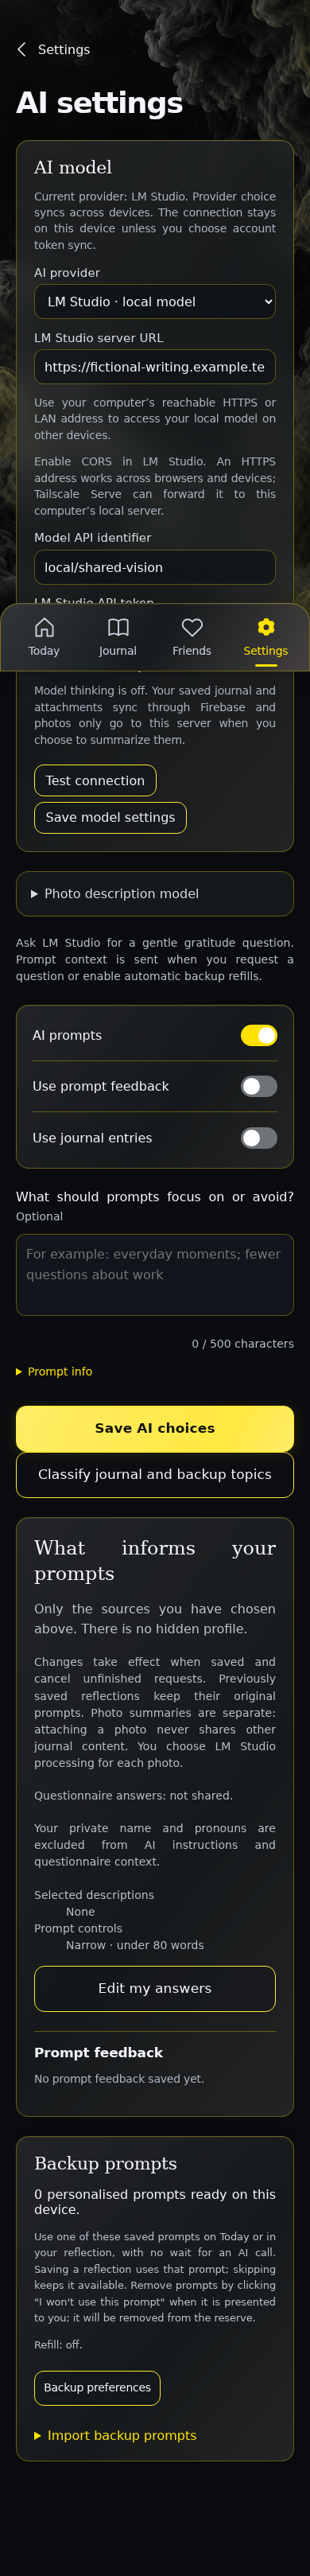 Settings
AI settings
AI model
Current provider: LM Studio. Provider choice
syncs across devices. The connection stays
on this device unless you choose account
token sync.
AI provider
LM Studio · local model
LM Studio server URL
https://fictional-writing.example.te
Use your computer's reachable HTTPS or
LAN address to access your local model on
other devices.
Enable CORS in LM Studio. An HTTPS
address works across browsers and devices;
Tailscale Serve can forward it to this
computer's local server.
Model API identifier
local/shared-vision
LM Studio API token
Today
Journal
Friends
Settings
Model thinking is off. Your saved journal and
attachments sync through Firebase and
photos only go to this server when you
choose to summarize them.
Test connection
Save model settings
Photo description model
Ask LM Studio for a gentle gratitude question.
Prompt context is sent when you request a
question or enable automatic backup refills.
AI prompts
Use prompt feedback
Use journal entries
What should prompts focus on or avoid?
Optional
For example: everyday moments; fewer
questions about work
0 / 500 characters
Prompt info
Save AI choices
Classify journal and backup topics
What informs your
prompts
Only the sources you have chosen
above. There is no hidden profile.
Changes take effect when saved and
cancel unfinished requests. Previously
saved reflections keep their original
prompts. Photo summaries are separate:
attaching a photo never shares other
journal content. You choose LM Studio
processing for each photo.
Questionnaire answers: not shared.
Your private name and pronouns are
excluded from AI instructions and
questionnaire context.
Selected descriptions
None
Prompt controls
Narrow · under 80 words
Edit my answers
Prompt feedback
No prompt feedback saved yet.
Backup prompts
0 personalised prompts ready on this
device.
Use one of these saved prompts on Today or in
your reflection, with no wait for an AI call.
Saving a reflection uses that prompt; skipping
keeps it available. Remove prompts by clicking
"I won't use this prompt" when it is presented
to you; it will be removed from the reserve.
Refill: off.
Backup preferences
Import backup prompts